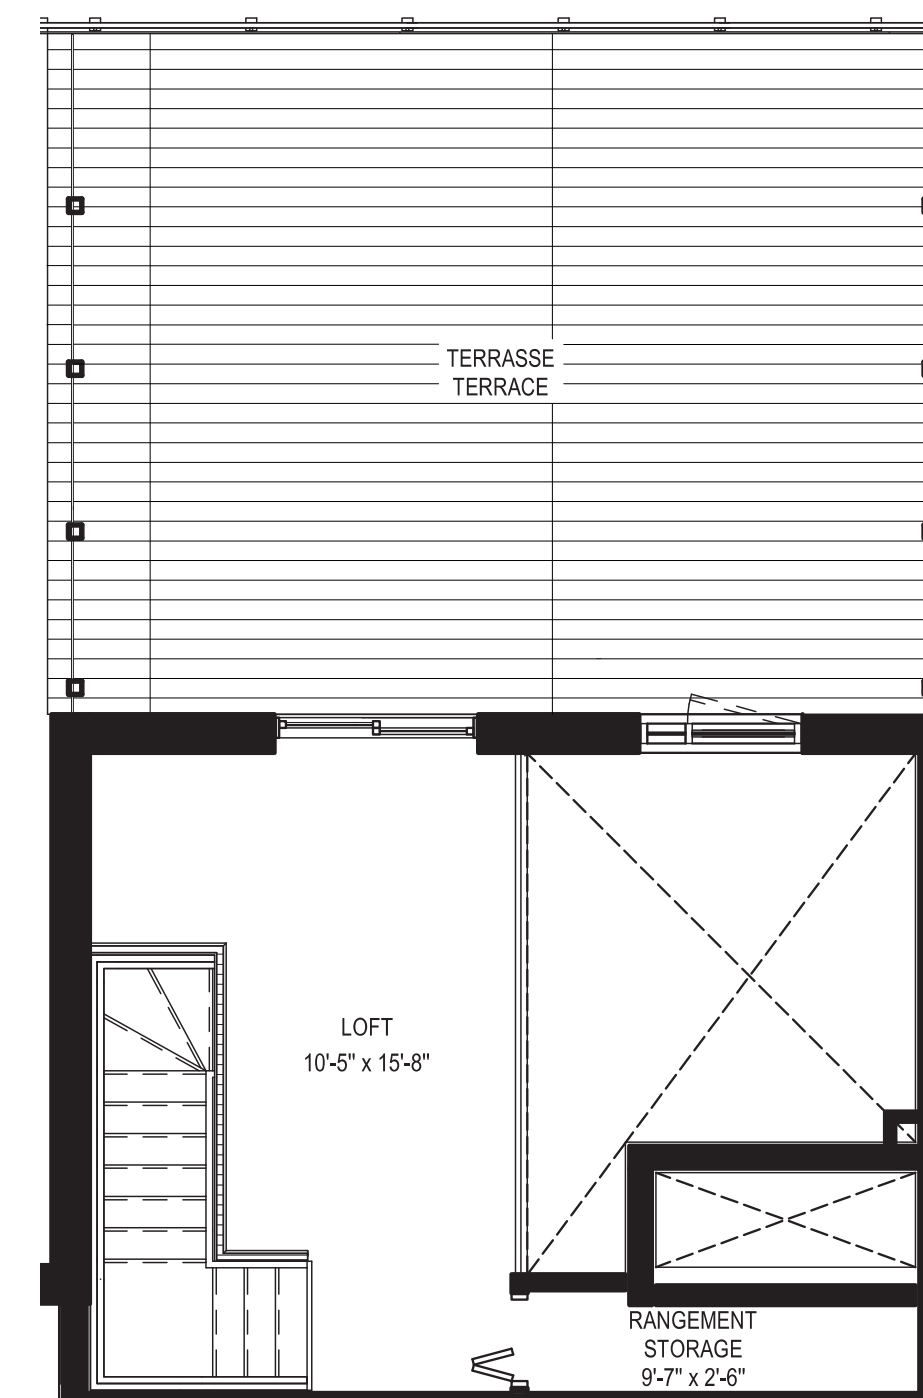 TERRASSE
TERRACE
LOFT
10'-5" x 15'-8"
RANGEMENT
STORAGE
9'-7" x 2'-6"